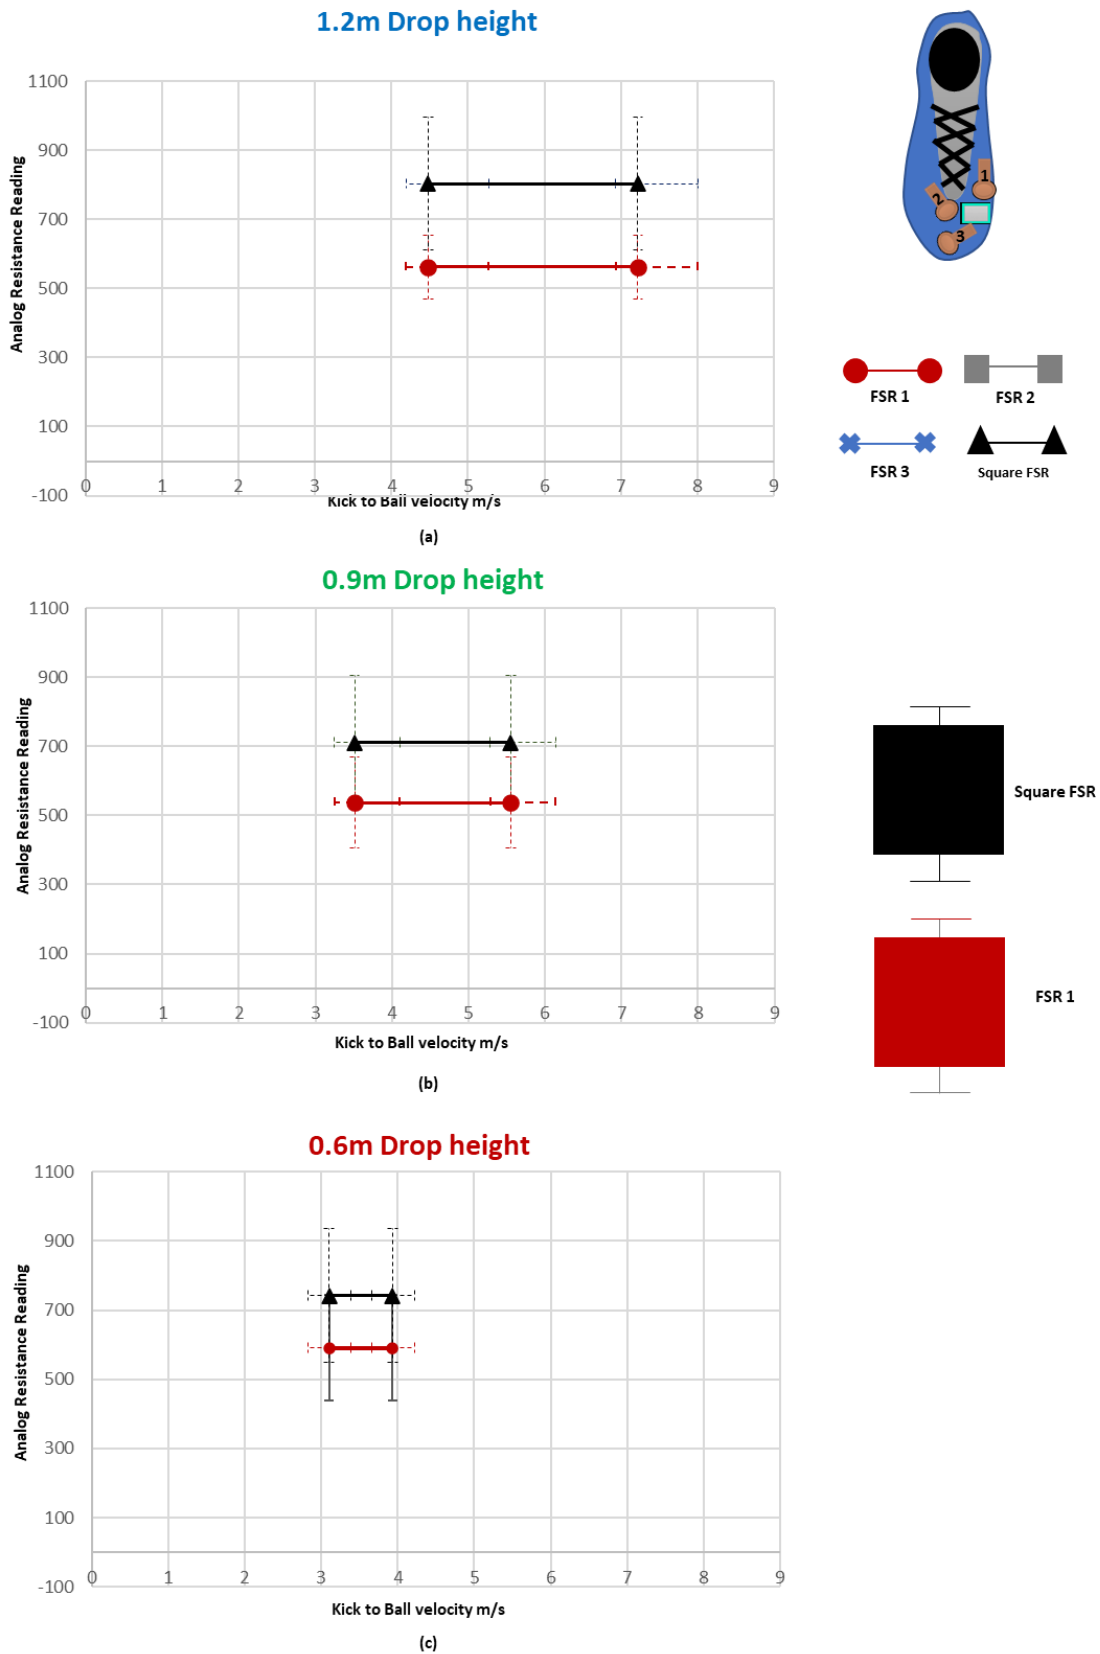 1.2m Drop height
1100
900
700
500
300
100
-100
Analog Resistance Reading
0 1 2 3 4 5 6 7 8 9
Kick to Ball velocity m/s
(a)
1
2
3
FSR 1
FSR 2
FSR 3
Square FSR
0.9m Drop height
1100
900
700
500
300
100
-100
Analog Resistance Reading
0 1 2 3 4 5 6 7 8 9
Kick to Ball velocity m/s
(b)
Square FSR
FSR 1
0.6m Drop height
1100
900
700
500
300
100
-100
Analog Resistance Reading
0 1 2 3 4 5 6 7 8 9
Kick to Ball velocity m/s
(c)